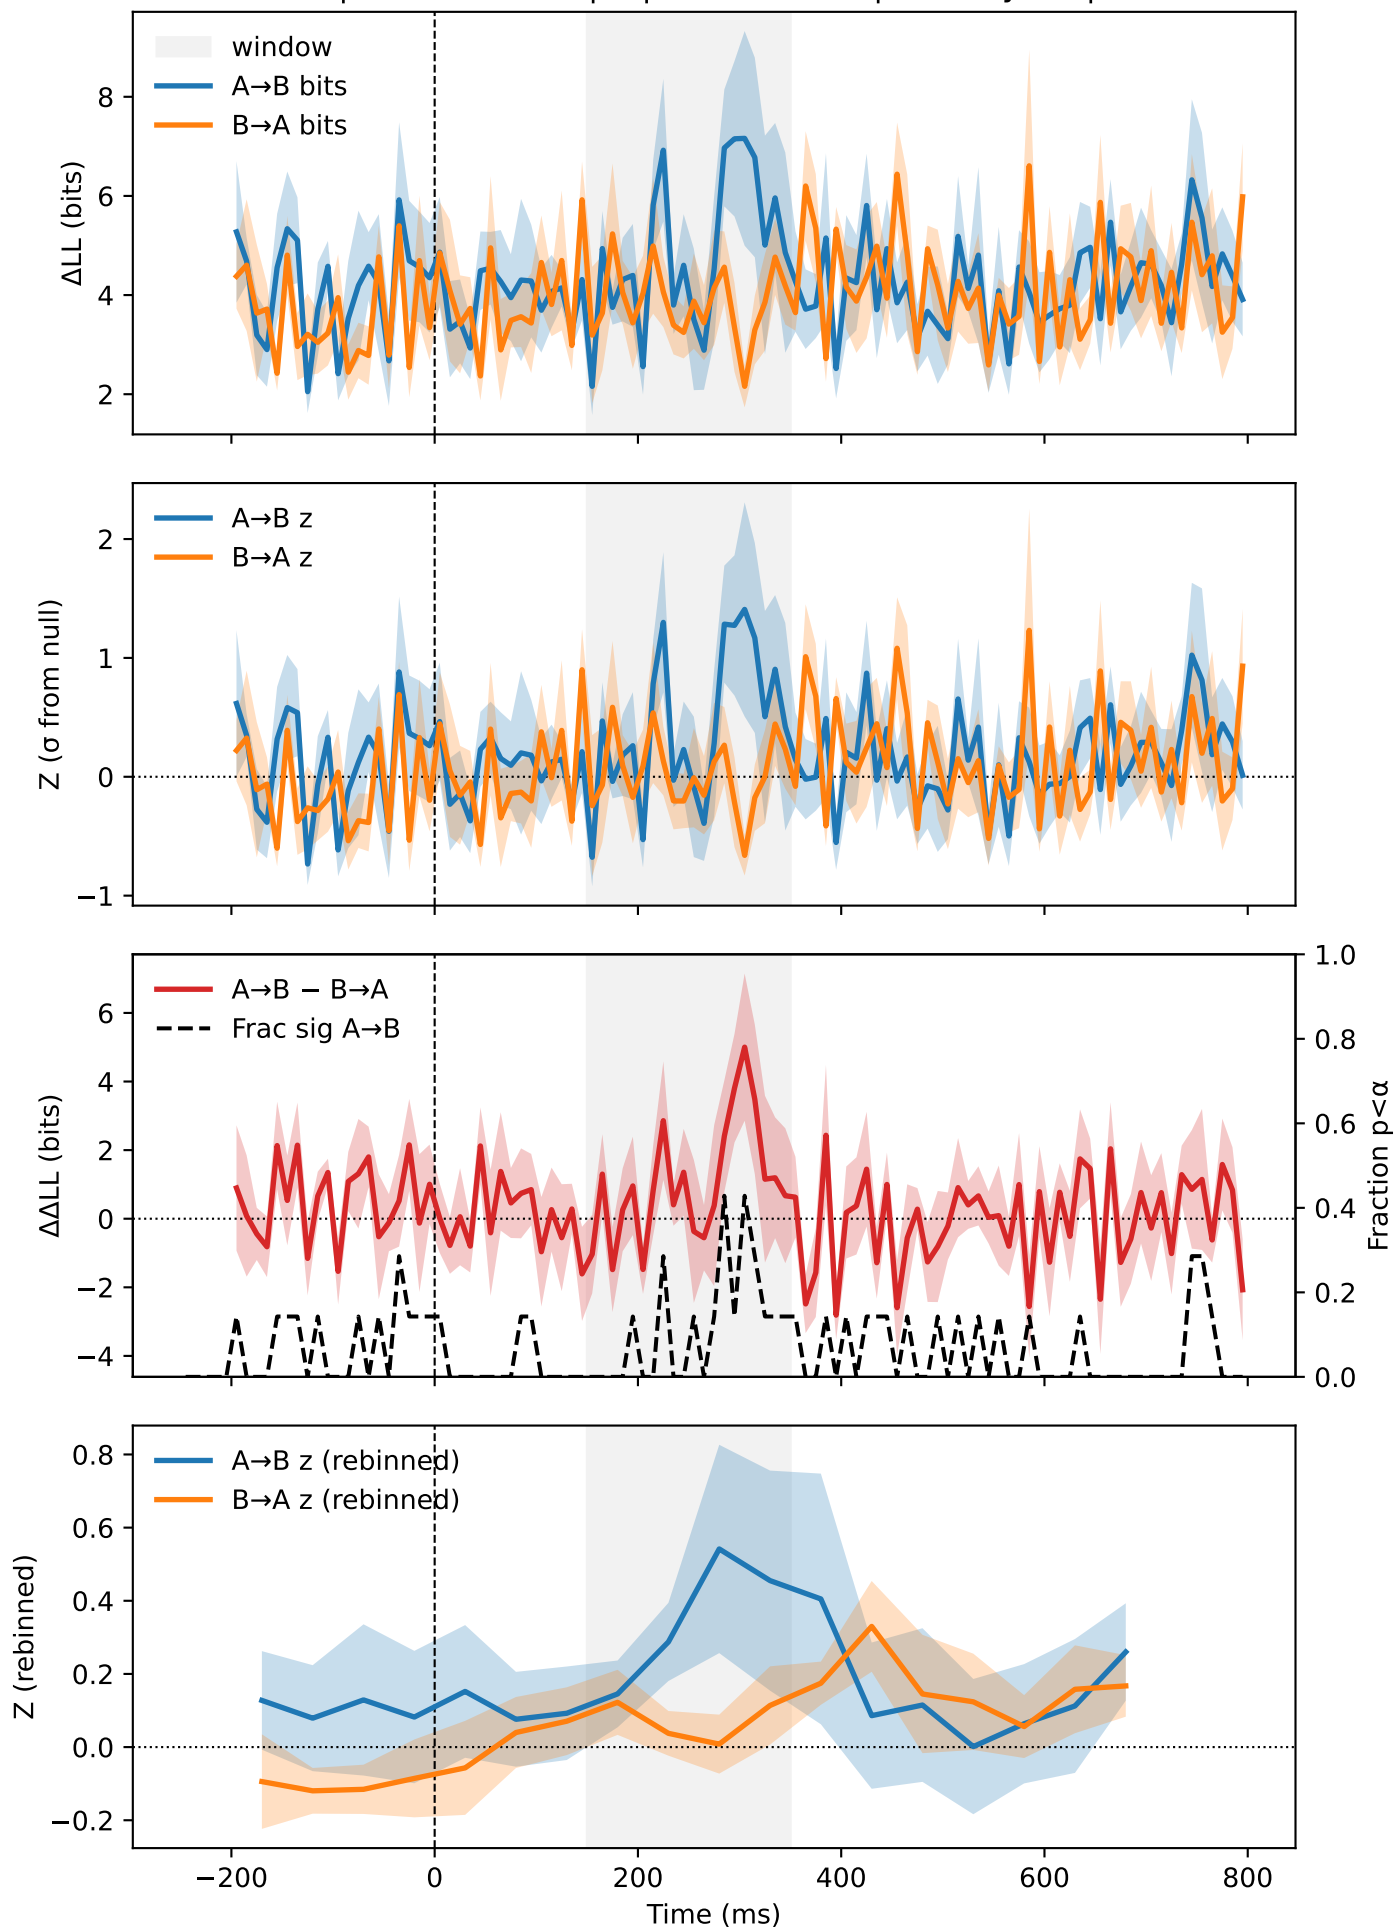 window
A→B bits
B→A bits
8
6
4
2
ΔLL (bits)
A→B z
B→A z
2
1
0
−1
Z (σ from null)
A→B − B→A
Frac sig A→B
6
4
2
0
−2
−4
ΔΔLL (bits)
1.0
0.8
0.6
0.4
0.2
0.0
Fraction p<α
A→B z (rebinned)
B→A z (rebinned)
0.8
0.6
0.4
0.2
0.0
−0.2
Z (rebinned)
−200 0 200 400 600 800
Time (ms)